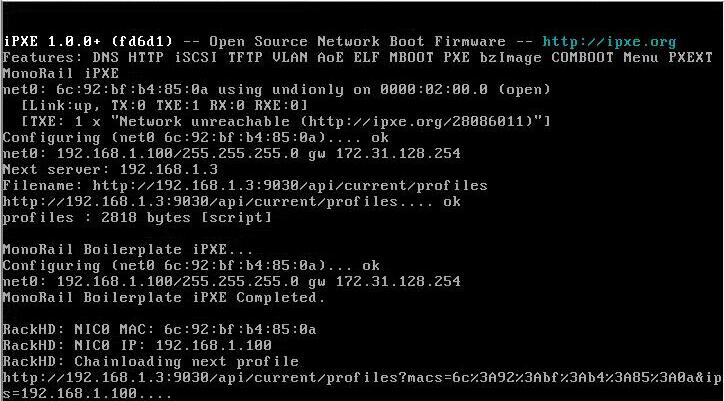 iPXE 1.0.0+ (fd6d1) -- Open Source Network Boot Firmware -- http://ipxe.org
Features: DNS HTTP iSCSI TFTP VLAN AoE ELF MBOOT PXE bzImage COMBOOT Menu PXEXT
MonoRail iPXE
net0: 6c:92:bf:b4:85:0a using undionly on 0000:02:00.0 (open)
[Link:up, TX:0 TXE:1 RX:0 RXE:0]
[TXE: 1 x "Network unreachable (http://ipxe.org/28086011)"]
Configuring (net0 6c:92:bf:b4:85:0a).... ok
net0: 192.168.1.100/255.255.255.0 gw 172.31.128.254
Next server: 192.168.1.3
Filename: http://192.168.1.3:9030/api/current/profiles
http://192.168.1.3:9030/api/current/profiles.... ok
profiles : 2818 bytes [script]
MonoRail Boilerplate iPXE...
Configuring (net0 6c:92:bf:b4:85:0a)... ok
net0: 192.168.1.100/255.255.255.0 gw 172.31.128.254
MonoRail Boilerplate iPXE Completed.
RackHD: NIC0 MAC: 6c:92:bf:b4:85:0a
RackHD: NIC0 IP: 192.168.1.100
RackHD: Chainloading next profile
http://192.168.1.3:9030/api/current/profiles?macs=6c%3A92%3Abf%3Ab4%3A85%3A0a&ip
s=192.168.1.100....